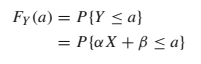 F_Y(a) = P{Y ≤ a}
= P{αX + β ≤ a}